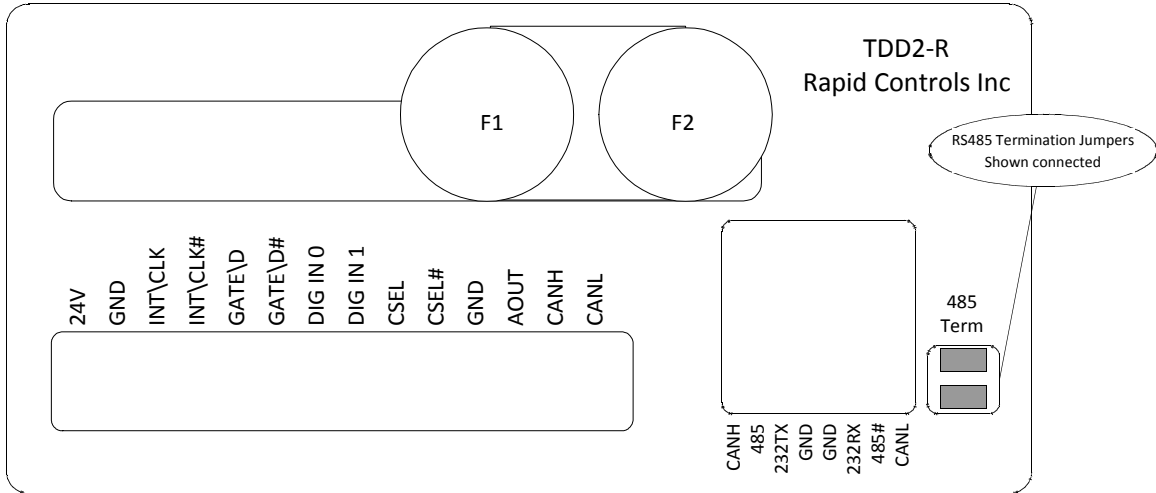 TDD2-R
Rapid Controls Inc
F1
F2
RS485 Termination Jumpers
Shown connected
24V
GND
INT\CLK
INT\CLK#
GATE\D
GATE\D#
DIG IN 0
DIG IN 1
CSEL
CSEL#
GND
AOUT
CANH
CANL
485
Term
CANH
485
232TX
GND
GND
232RX
485#
CANL